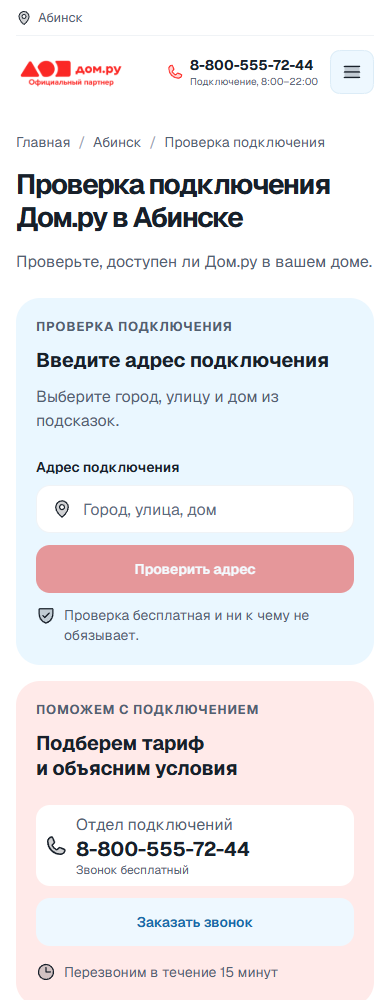 Абинск
дом.ру
Официальный партнер
8-800-555-72-44
Подключение, 8:00–22:00
Главная / Абинск / Проверка подключения
Проверка подключения
Дом.ру в Абинске
Проверьте, доступен ли Дом.ру в вашем доме.
ПРОВЕРКА ПОДКЛЮЧЕНИЯ
Введите адрес подключения
Выберите город, улицу и дом из
подсказок.
Адрес подключения
Город, улица, дом
Проверить адрес
Проверка бесплатная и ни к чему не
обязывает.
ПОМОЖЕМ С ПОДКЛЮЧЕНИЕМ
Подберем тариф
и объясним условия
Отдел подключений
8-800-555-72-44
Звонок бесплатный
Заказать звонок
Перезвоним в течение 15 минут